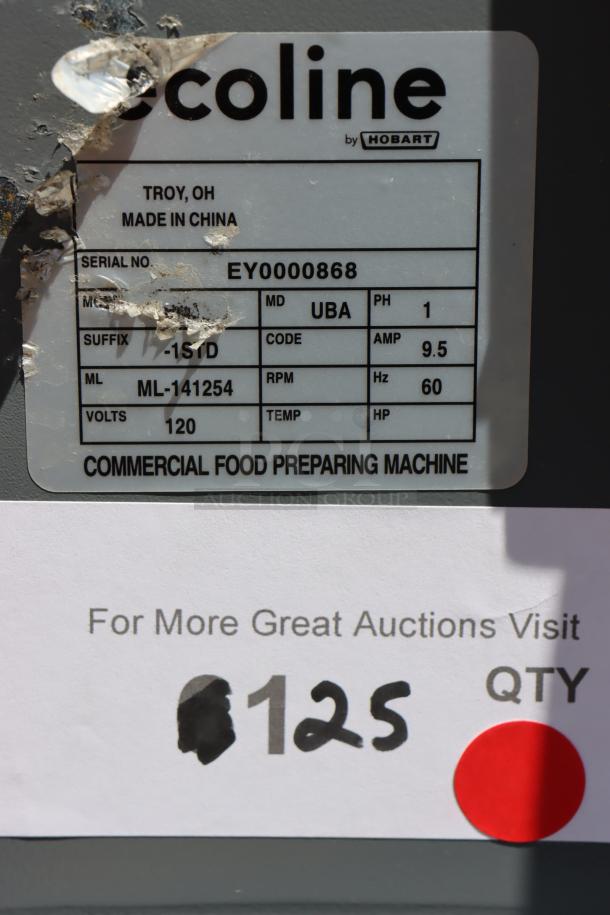 ecoline
by HOBART
TROY, OH
MADE IN CHINA
SERIAL NO. EY0000868
MD UBA PH 1
SUFFIX -1STD CODE AMP 9.5
ML ML-141254 RPM Hz 60
VOLTS 120 TEMP HP
COMMERCIAL FOOD PREPARING MACHINE
AUCTION GROUP
For More Great Auctions Visit
125 QTY